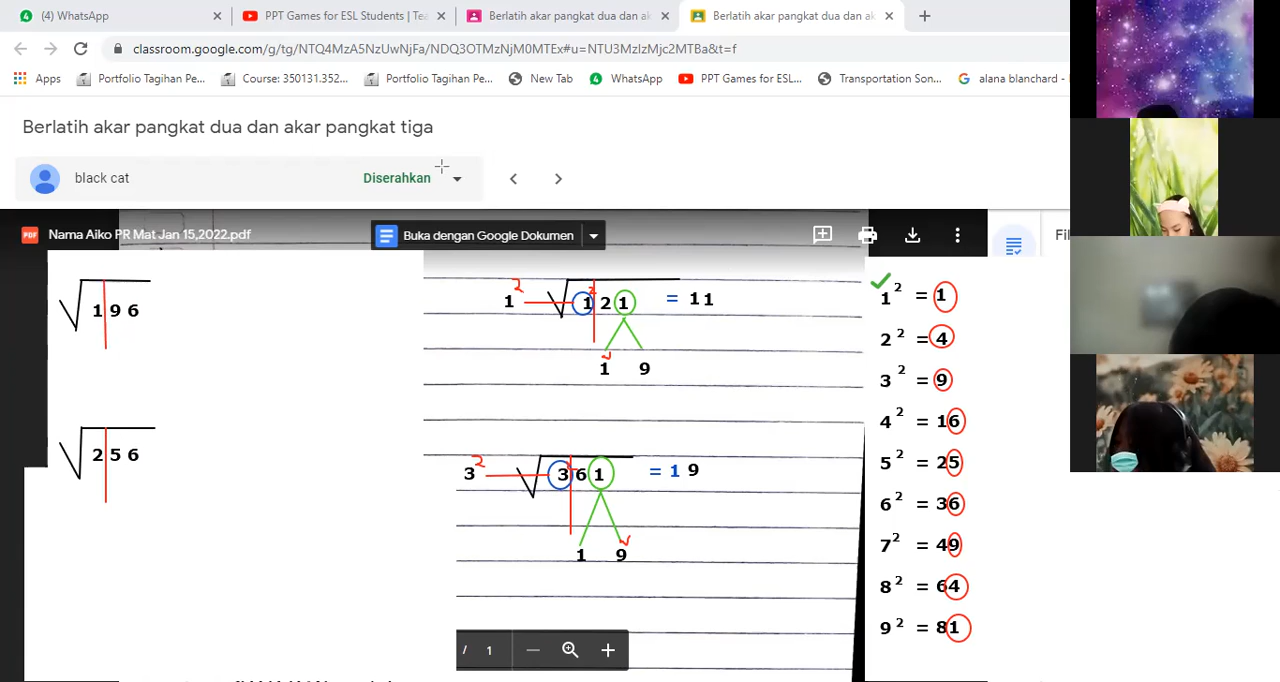 (4) WhatsApp
PPT Games for ESL Students | Tea
Berlatih akar pangkat dua dan ak
Berlatih akar pangkat dua dan ak
classroom.google.com/g/tg/NTQ4MzA5NzUwNjFa/NDQ3OTMzNjM0MTEx#u=NTU3MzIzMjc2MTBa&t=f
Apps
Portfolio Tagihan Pe...
Course: 350131.352...
Portfolio Tagihan Pe...
New Tab
WhatsApp
PPT Games for ESL...
Transportation Son...
alana blanchard -
Berlatih akar pangkat dua dan akar pangkat tiga
black cat
Diserahkan
PDF
Nama Aiko PR Mat Jan 15,2022.pdf
Buka dengan Google Dokumen
√196
√256
1² √121 = 11
1 9
3² √361 = 19
1 9
/ 1
1² = 1
2² = 4
3² = 9
4² = 16
5² = 25
6² = 36
7² = 49
8² = 64
9² = 81